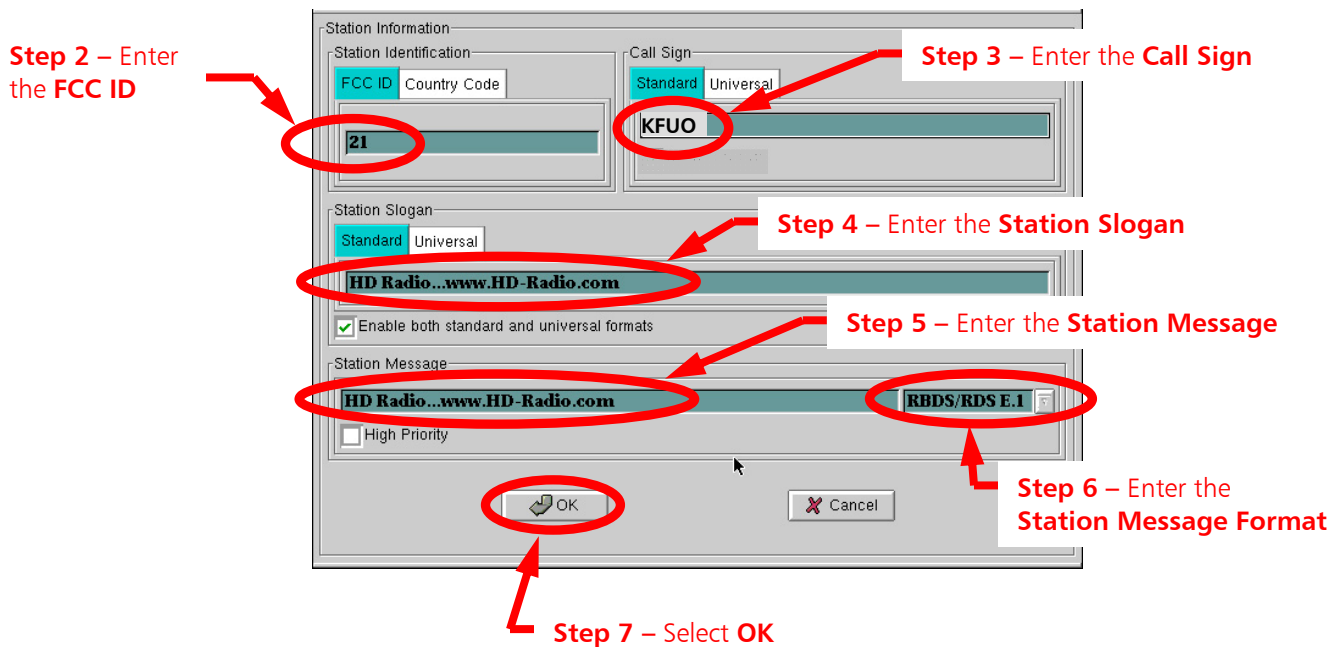 Station Information
Step 2 – Enter
the FCC ID
Station Identification
FCC ID Country Code
21
Call Sign
Standard Universal
KFUO
Step 3 – Enter the Call Sign
Station Slogan
Standard Universal
HD Radio...www.HD-Radio.com
Step 4 – Enter the Station Slogan
Enable both standard and universal formats
Step 5 – Enter the Station Message
Station Message
HD Radio...www.HD-Radio.com RBDS/RDS E.1
High Priority
OK Cancel
Step 6 – Enter the
Station Message Format
Step 7 – Select OK